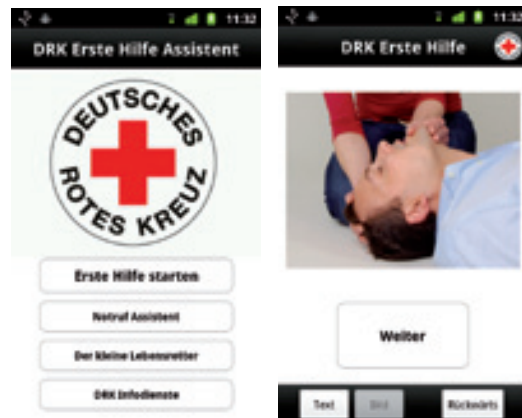 11:32
DRK Erste Hilfe Assistent
DEUTSCHES
ROTES KREUZ
Erste Hilfe starten
Notruf Assistent
Der kleine Lebensretter
DRK Infodienste
11:32
DRK Erste Hilfe
Weiter
Text
Bild
Rückwärts